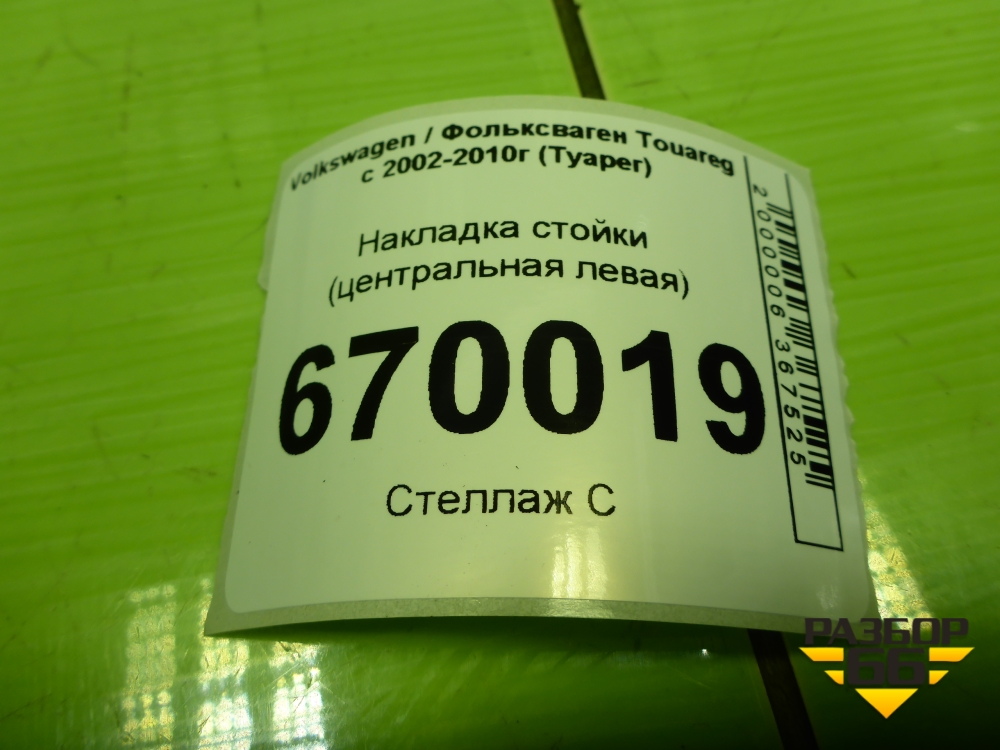 Volkswagen / Фольксваген Touareg
с 2002-2010г (Туарег)
Накладка стойки
(центральная левая)
670019
Стеллаж С
2000006367525
РАЗБОР
66